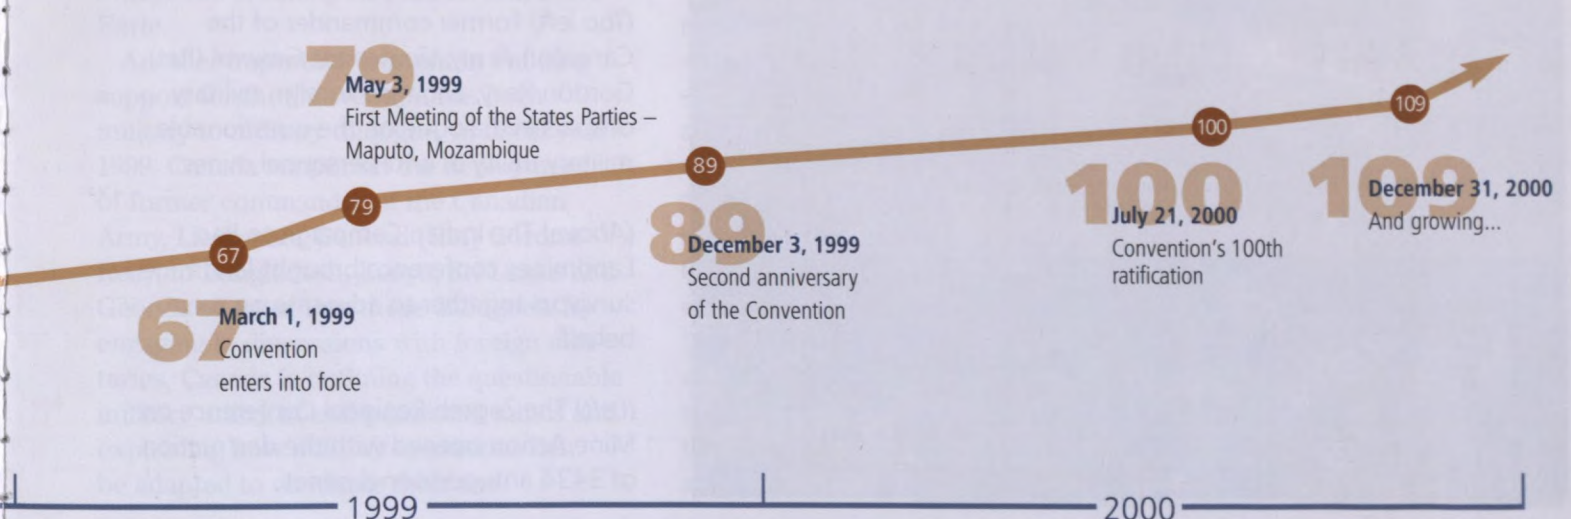 79
May 3, 1999
First Meeting of the States Parties –
Maputo, Mozambique
67
79
89
100
109
67
March 1, 1999
Convention
enters into force
89
December 3, 1999
Second anniversary
of the Convention
100
July 21, 2000
Convention's 100th
ratification
109
December 31, 2000
And growing...
1999
2000